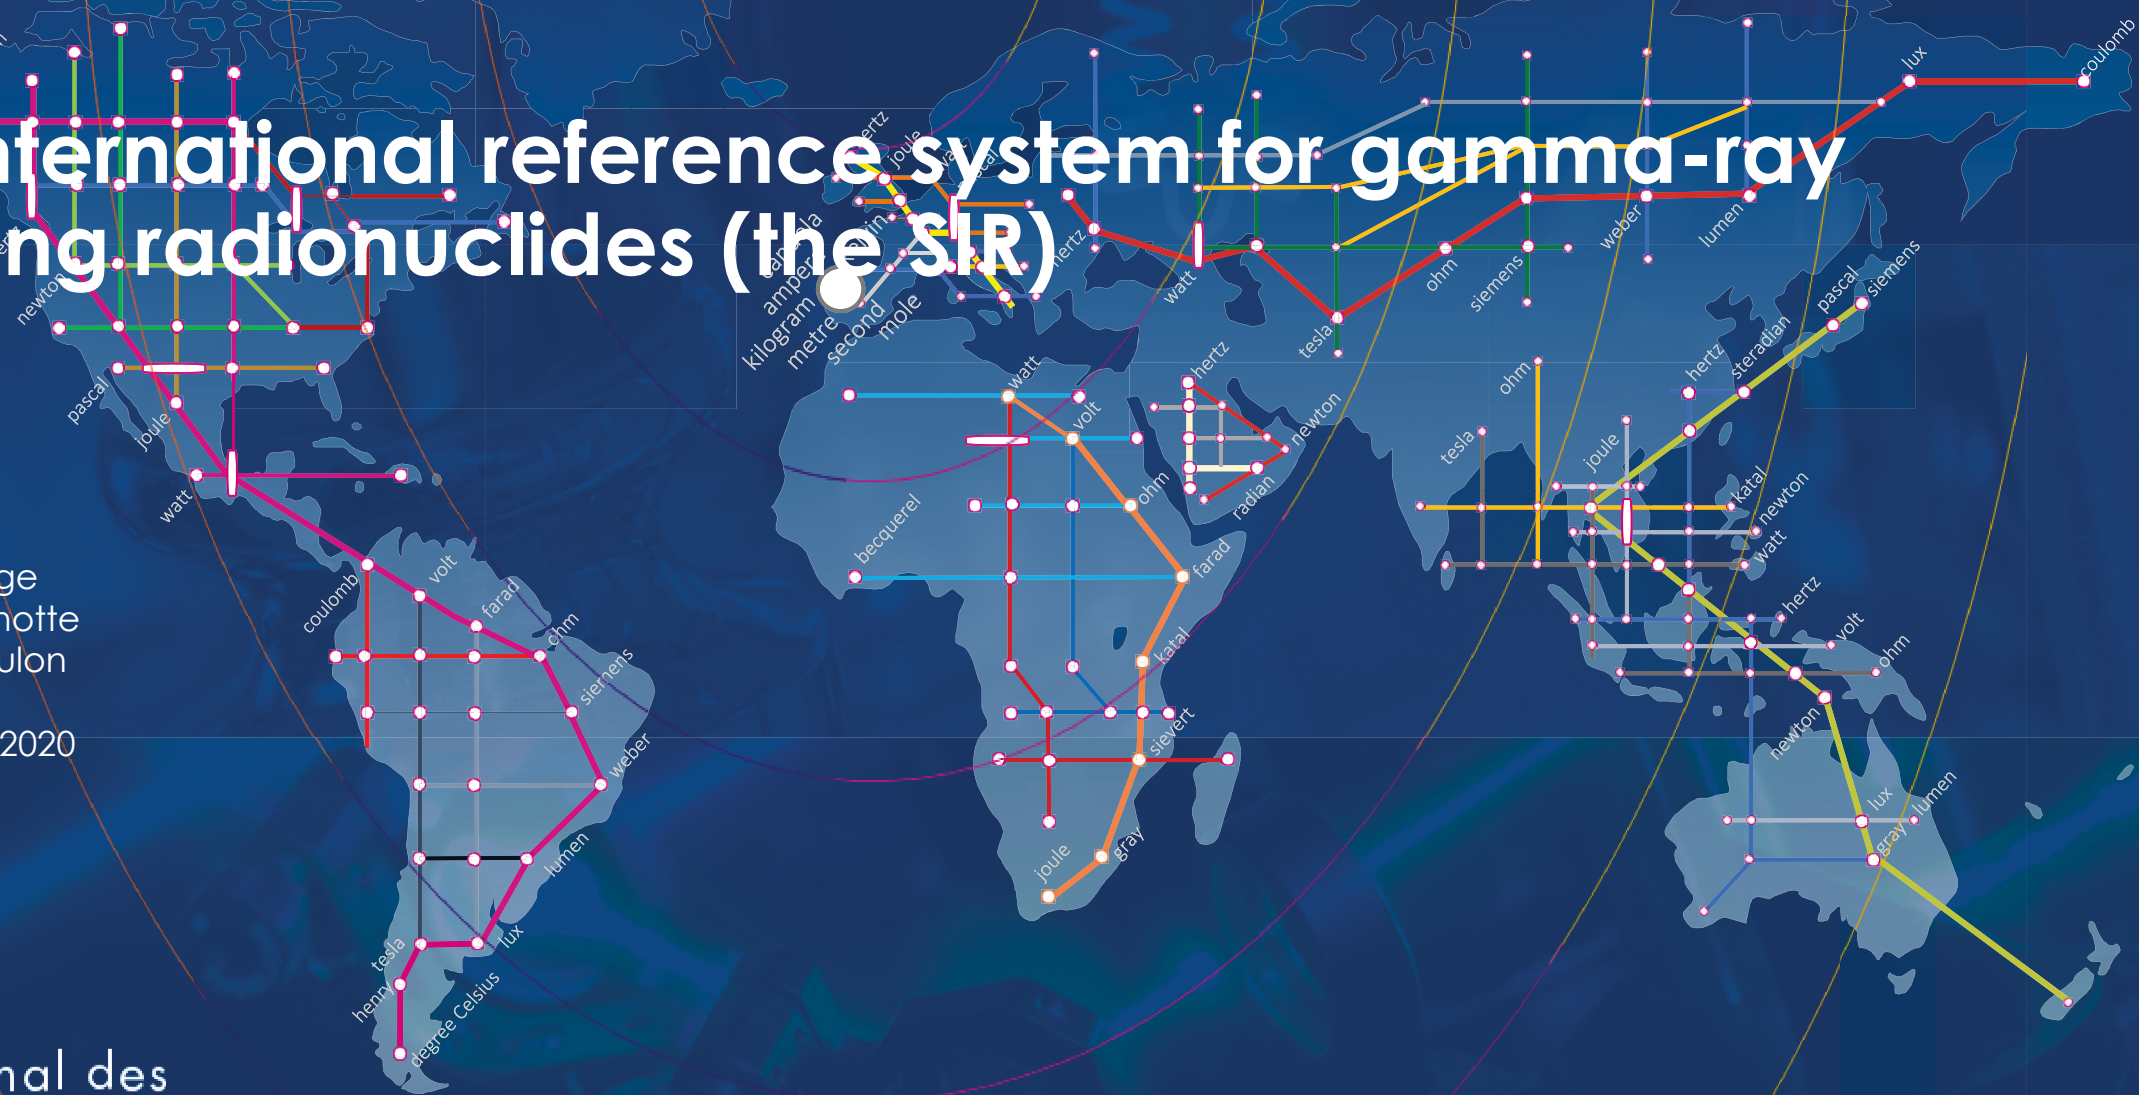 nternational reference system for gamma-ray
ng radionuclides (the SIR)
ge
notte
ulon
2020
nal des
newton
pascal
joule
watt
coulomb
volt
farad
ohm
siemens
weber
lumen
lux
tesla
henry
degree Celsius
joule
ampere
kilogram
metre
second
mole
hertz
watt
volt
ohm
becquerel
farad
katal
sievert
gray
joule
hertz
newton
radian
watt
tesla
ohm
siemens
weber
lumen
lux
coulomb
pascal
siemens
hertz
steradian
ohm
tesla
joule
katal
newton
watt
hertz
volt
ohm
newton
lux
gray
lumen